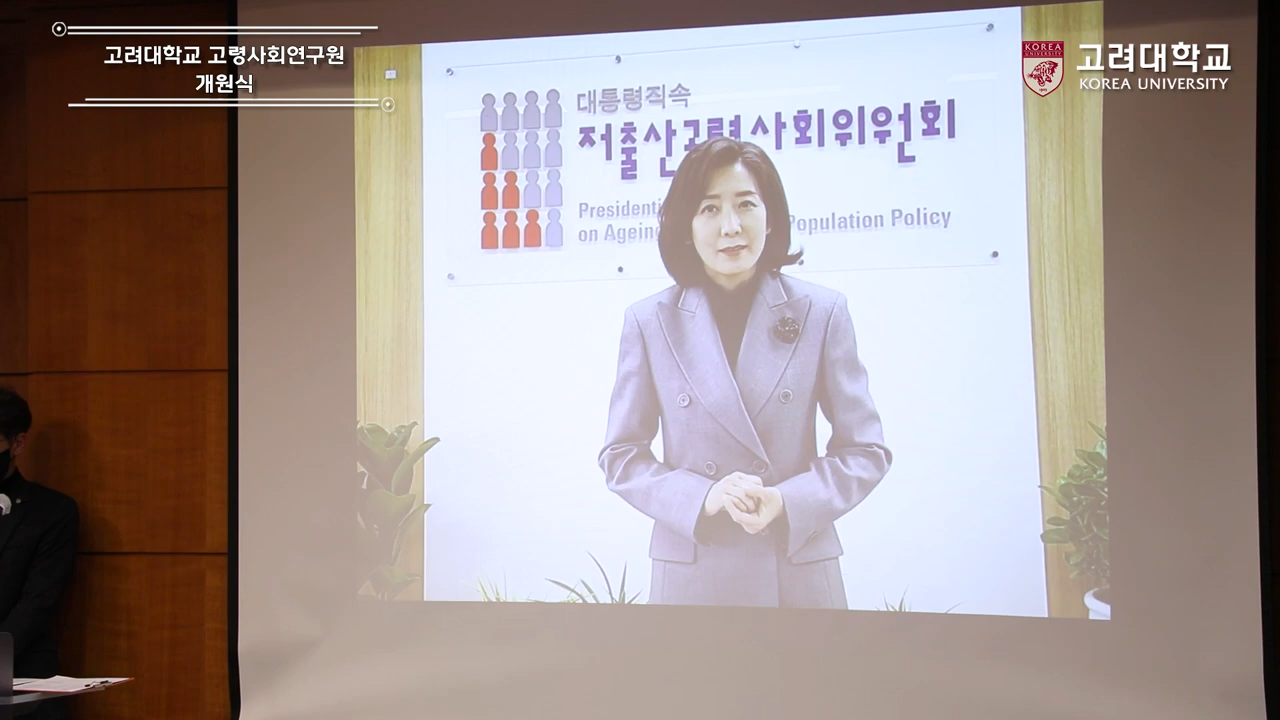 고려대학교 고령사회연구원
개원식
KOREA
UNIVERSITY
고려대학교
KOREA UNIVERSITY
대통령직속
저출산고령사회위원회
Presidenti
on Ageing
Population Policy